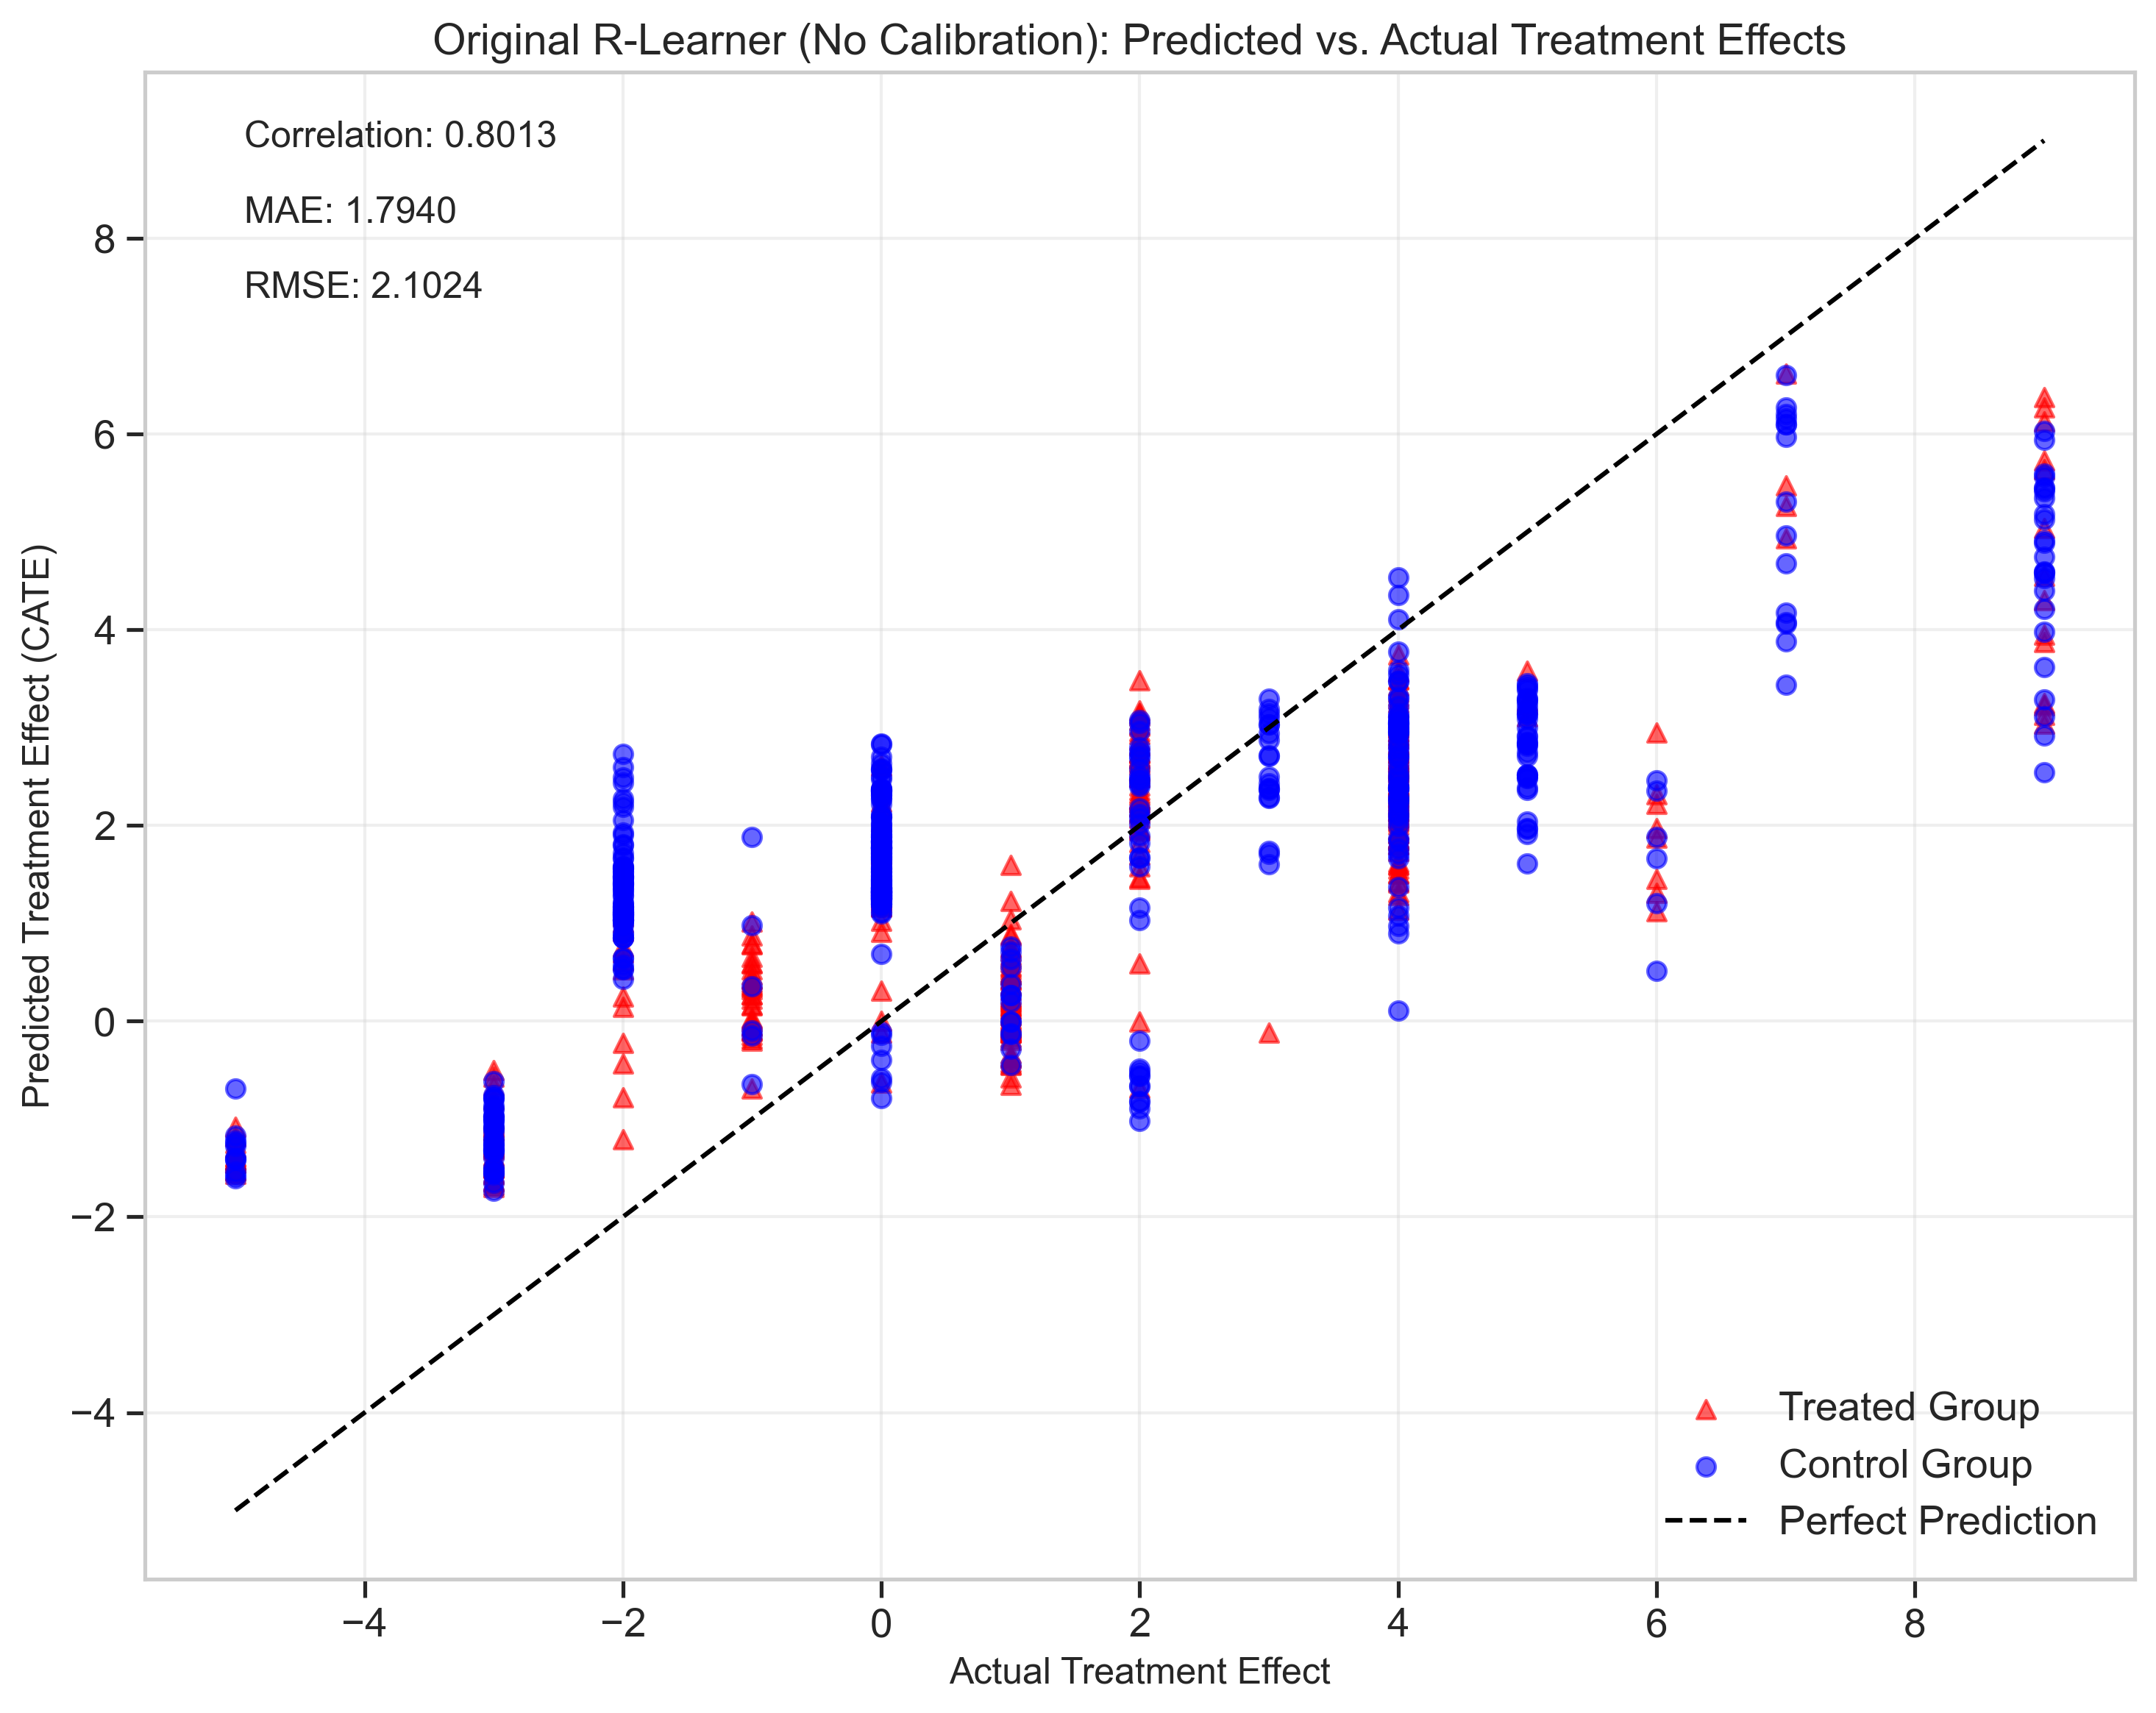 Original R-Learner (No Calibration): Predicted vs. Actual Treatment Effects
Correlation: 0.8013
MAE: 1.7940
RMSE: 2.1024
Predicted Treatment Effect (CATE)
8
6
4
2
0
−2
−4
Treated Group
Control Group
Perfect Prediction
−4 −2 0 2 4 6 8
Actual Treatment Effect